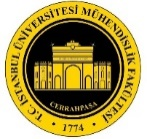 T.C. İSTANBUL ÜNİVERSİTESİ MÜHENDİSLİK FAKÜLTESİ
CERRAHPAŞA
· 1774 ·